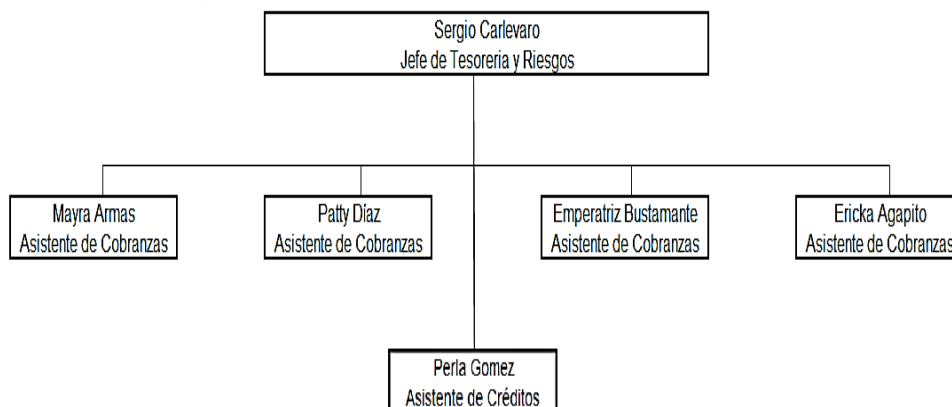 Sergio Carlevaro
Jefe de Tesoreria y Riesgos
Mayra Armas
Asistente de Cobranzas
Patty Díaz
Asistente de Cobranzas
Emperatriz Bustamante
Asistente de Cobranzas
Ericka Agapito
Asistente de Cobranzas
Perla Gomez
Asistente de Créditos